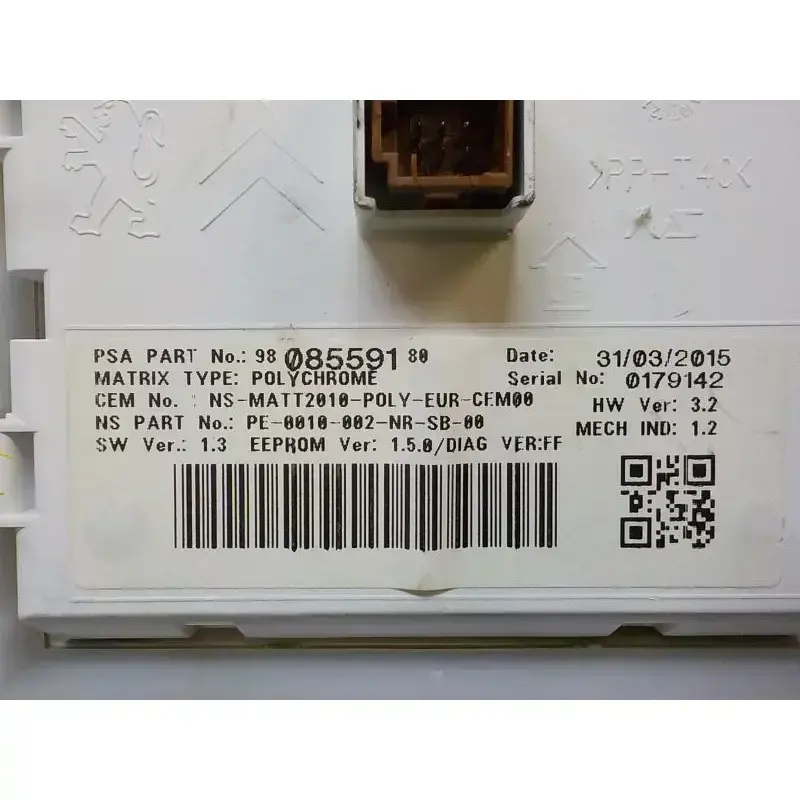 >PP-T40<
PSA PART No.: 98 085591 80 Date: 31/03/2015
MATRIX TYPE: POLYCHROME Serial No: 0179142
CEM No. : NS-MATT2010-POLY-EUR-CEM00 HW Ver: 3.2
NS PART No.: PE-0010-002-NR-SB-00 MECH IND: 1.2
SW Ver.: 1.3 EEPROM Ver: 1.5.0/DIAG VER:FF